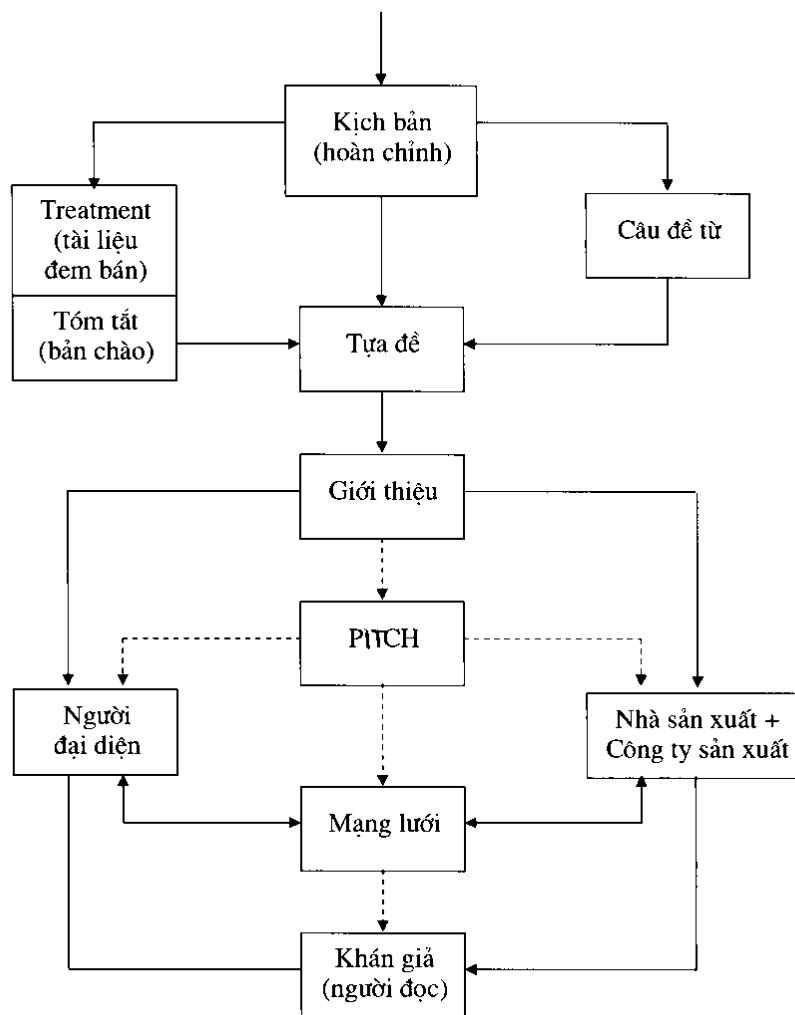 Kịch bản
(hoàn chỉnh)
Treatment
(tài liệu
đem bán)
Câu đề từ
Tóm tắt
(bản chào)
Tựa đề
Giới thiệu
PITCH
Người
đại diện
Nhà sản xuất +
Công ty sản xuất
Mạng lưới
Khán giả
(người đọc)